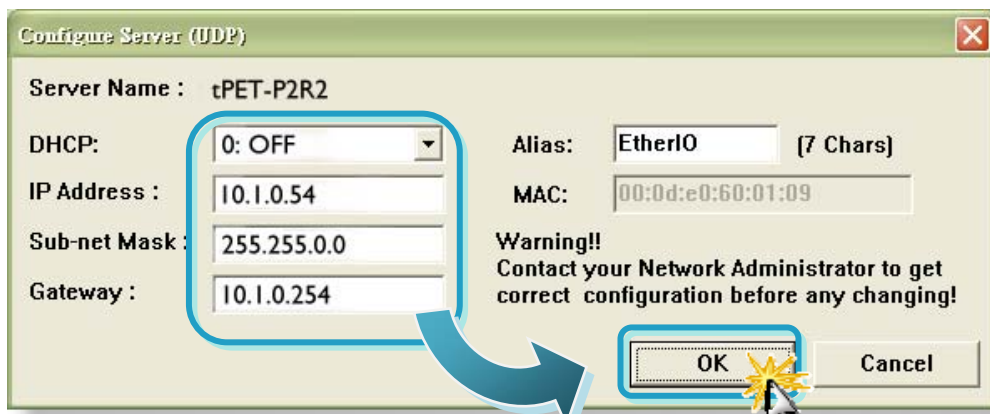 Configure Server (UDP)
Server Name : tPET-P2R2
DHCP: 0: OFF
Alias: EtherIO (7 Chars)
IP Address : 10.1.0.54
MAC: 00:0d:e0:60:01:09
Sub-net Mask : 255.255.0.0
Gateway : 10.1.0.254
Warning!!
Contact your Network Administrator to get
correct configuration before any changing!
OK
Cancel